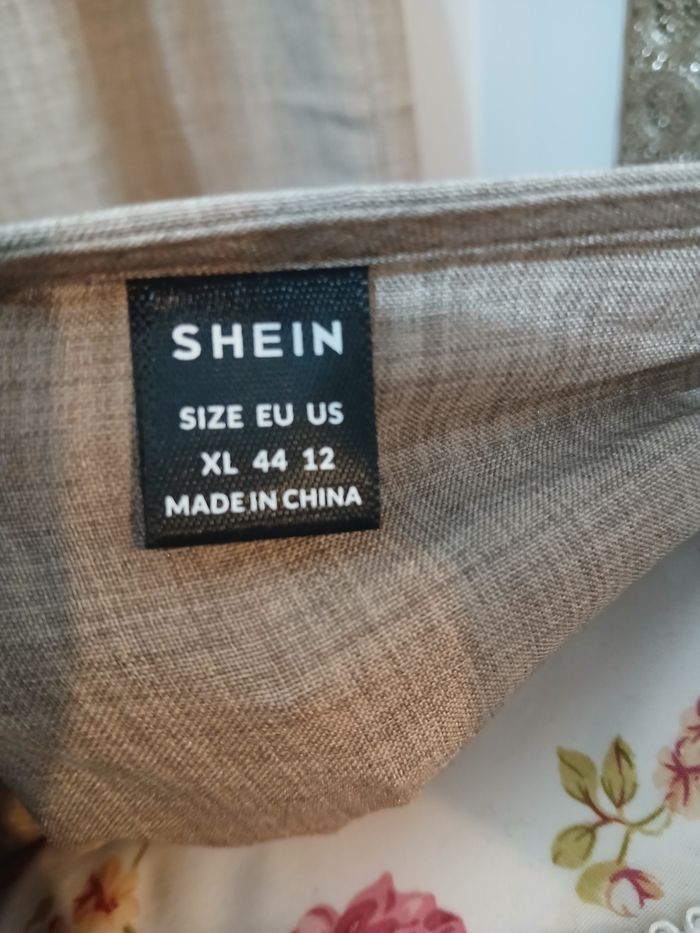 SHEIN
SIZE EU US
XL 44 12
MADE IN CHINA